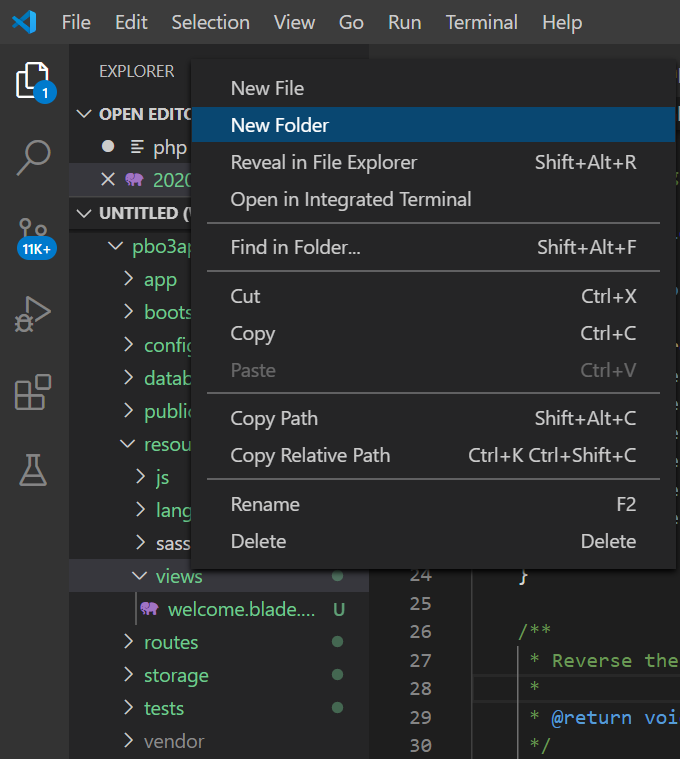 File Edit Selection View Go Run Terminal Help
EXPLORER
1
OPEN EDITO
php
2020
UNTITLED (
11K+
pbo3ap
app
boots
config
datab
public
resou
js
lang
sass
views
welcome.blade.... U
routes
storage
tests
vendor
New File
New Folder
Reveal in File Explorer Shift+Alt+R
Open in Integrated Terminal
Find in Folder... Shift+Alt+F
Cut Ctrl+X
Copy Ctrl+C
Paste Ctrl+V
Copy Path Shift+Alt+C
Copy Relative Path Ctrl+K Ctrl+Shift+C
Rename F2
Delete Delete
24 }
25
26 /**
27 * Reverse the
28 *
29 * @return voi
30 */